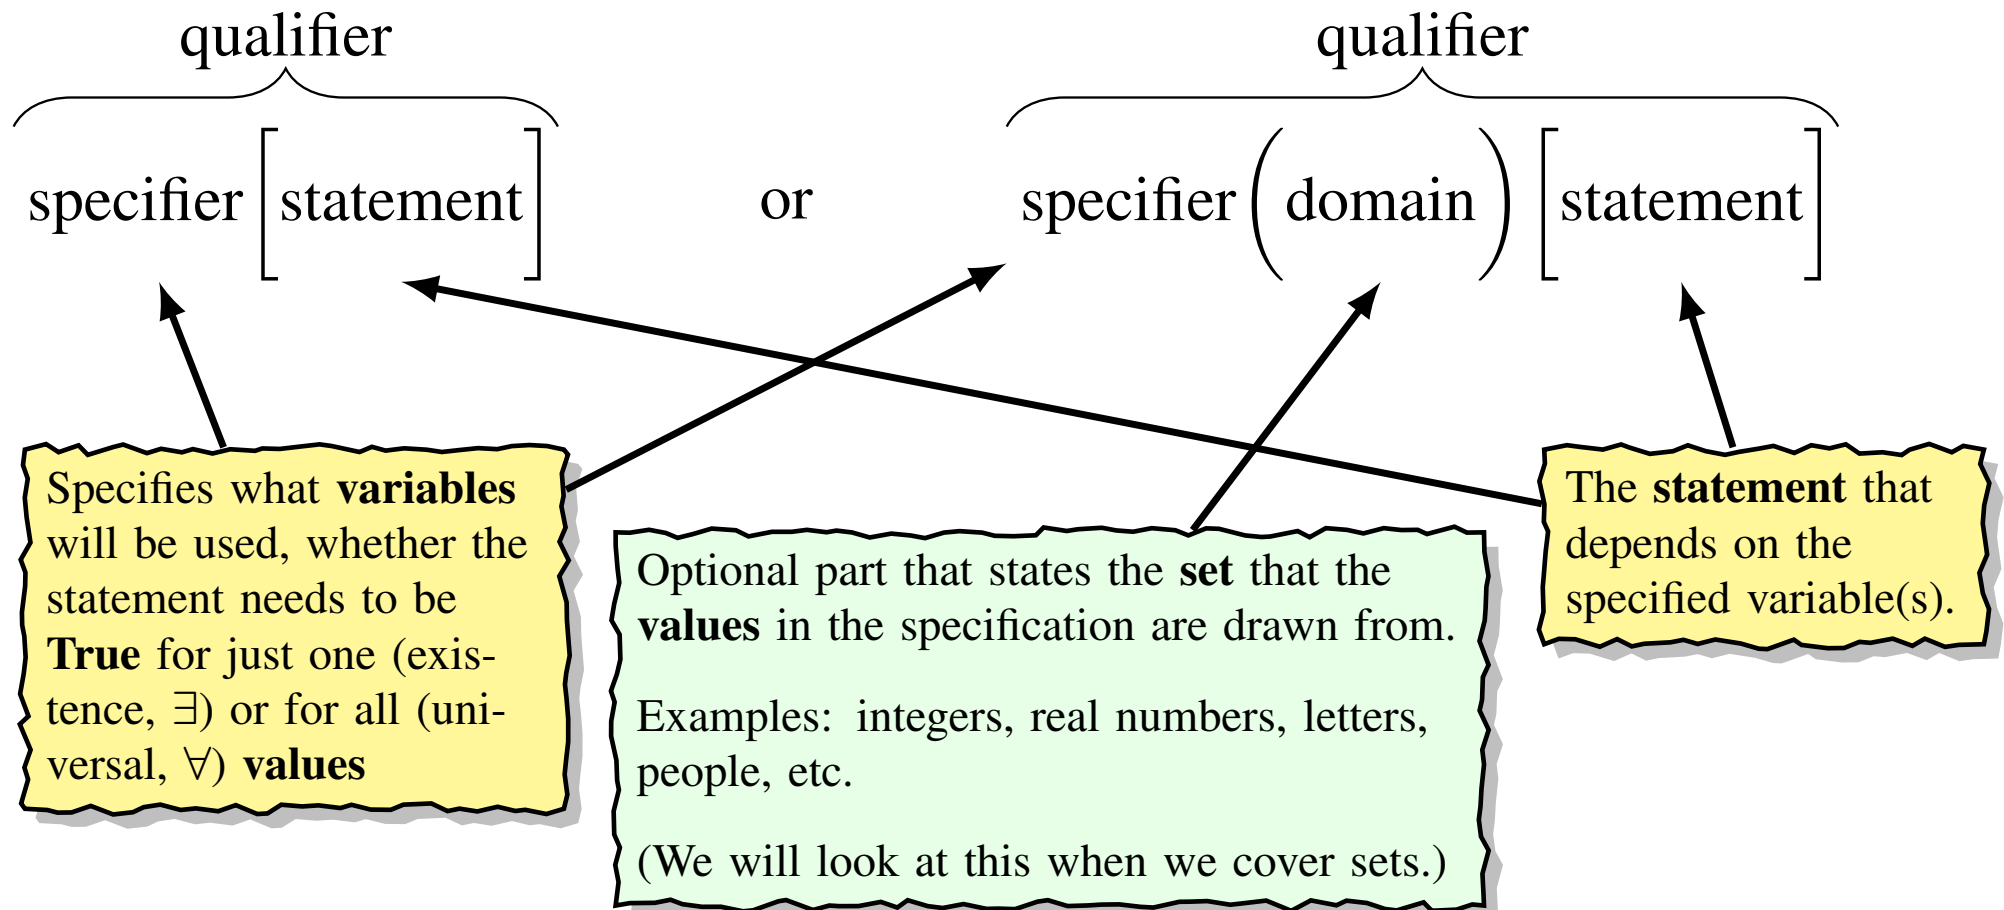 qualifier
specifier [statement]
or
qualifier
specifier (domain) [statement]
Specifies what variables
will be used, whether the
statement needs to be
True for just one (exis-
tence, ∃) or for all (uni-
versal, ∀) values
Optional part that states the set that the
values in the specification are drawn from.
Examples: integers, real numbers, letters,
people, etc.
(We will look at this when we cover sets.)
The statement that
depends on the
specified variable(s).